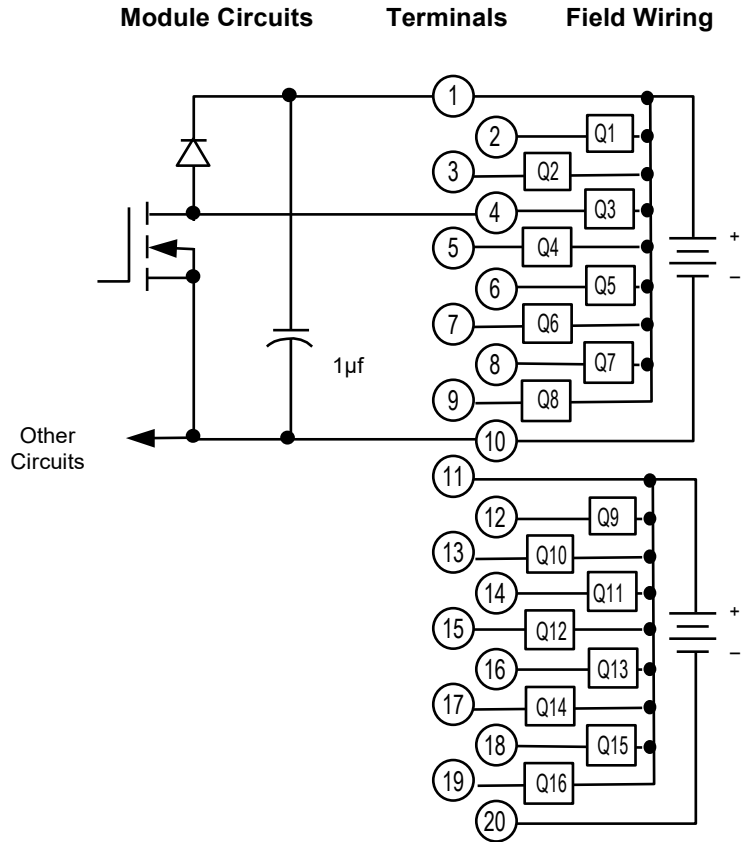 Module Circuits Terminals Field Wiring
1
2 Q1
3 Q2
4 Q3
5 Q4
+
6 Q5
–
7 Q6
8 Q7
1µf
9 Q8
10
Other
Circuits
11
12 Q9
13 Q10
14 Q11
15 Q12
+
16 Q13
–
17 Q14
18 Q15
19 Q16
20